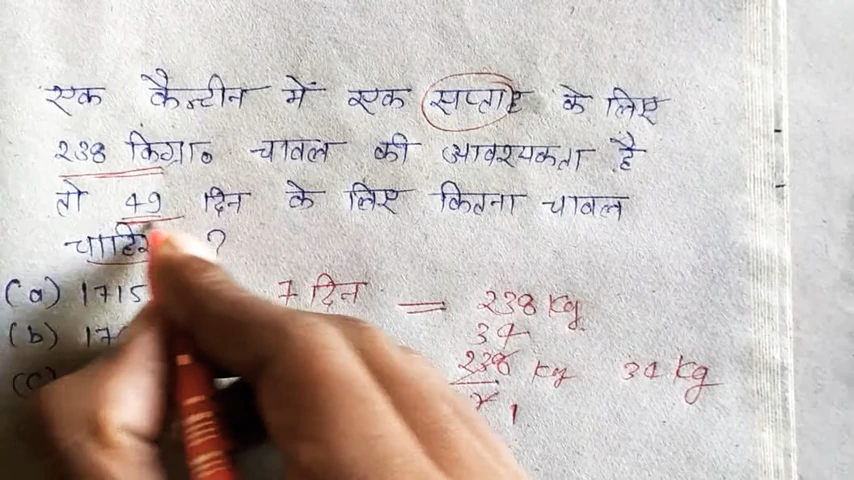 एक कैन्टीन में एक सप्ताह के लिए
238 किग्रा० चावल की आवश्यकता है
तो 49 दिन के लिए कितना चावल
चाहिए ?
(a) 1715
7 दिन = 238 Kg
(b) 17
34
238 Kg 34 Kg
7 1
(c)